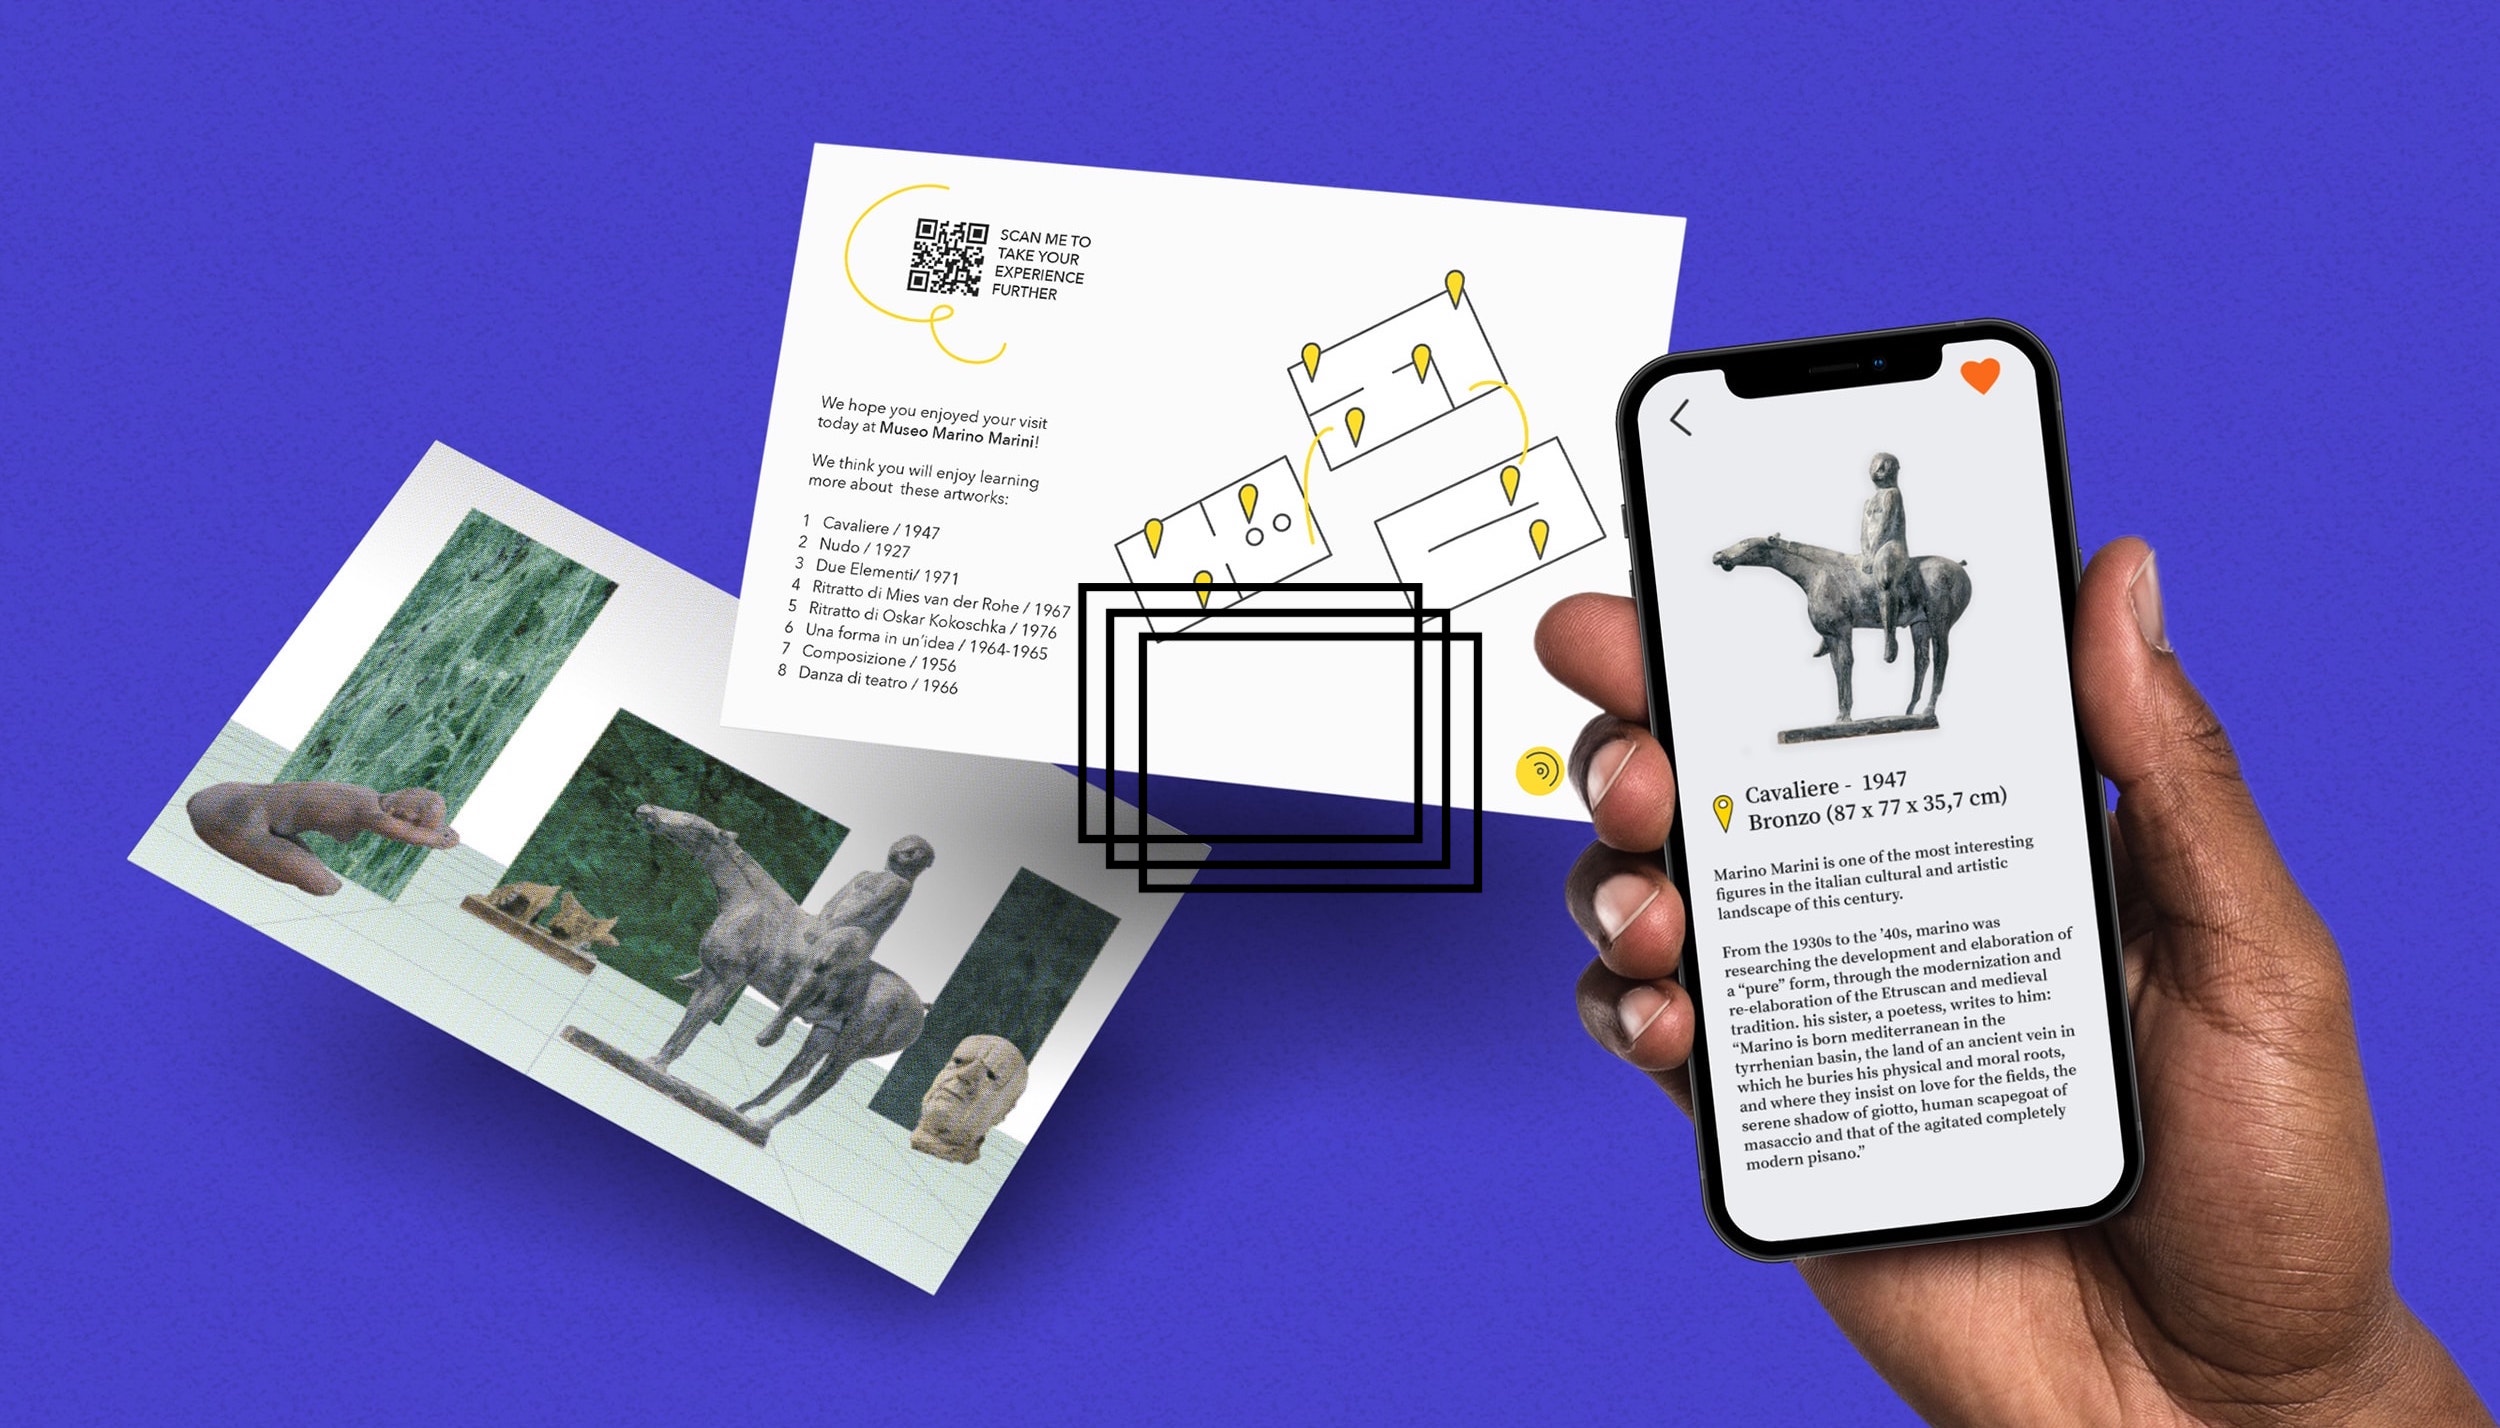 SCAN ME TO
TAKE YOUR
EXPERIENCE
FURTHER
We hope you enjoyed your visit
today at Museo Marino Marini!
We think you will enjoy learning
more about these artworks:
1 Cavaliere / 1947
2 Nudo / 1927
3 Due Elementi/ 1971
4 Ritratto di Mies van der Rohe / 1967
5 Ritratto di Oskar Kokoschka / 1976
6 Una forma in un'idea / 1964-1965
7 Composizione / 1956
8 Danza di teatro / 1966
Cavaliere - 1947
Bronzo (87 x 77 x 35,7 cm)
Marino Marini is one of the most interesting
figures in the italian cultural and artistic
landscape of this century.
From the 1930s to the '40s, marino was
researching the development and elaboration of
a “pure” form, through the modernization and
re-elaboration of the Etruscan and medieval
tradition. his sister, a poetess, writes to him:
“Marino is born mediterranean in the
tyrrhenian basin, the land of an ancient vein in
which he buries his physical and moral roots,
and where they insist on love for the fields, the
serene shadow of giotto, human scapegoat of
masaccio and that of the agitated completely
modern pisano.”